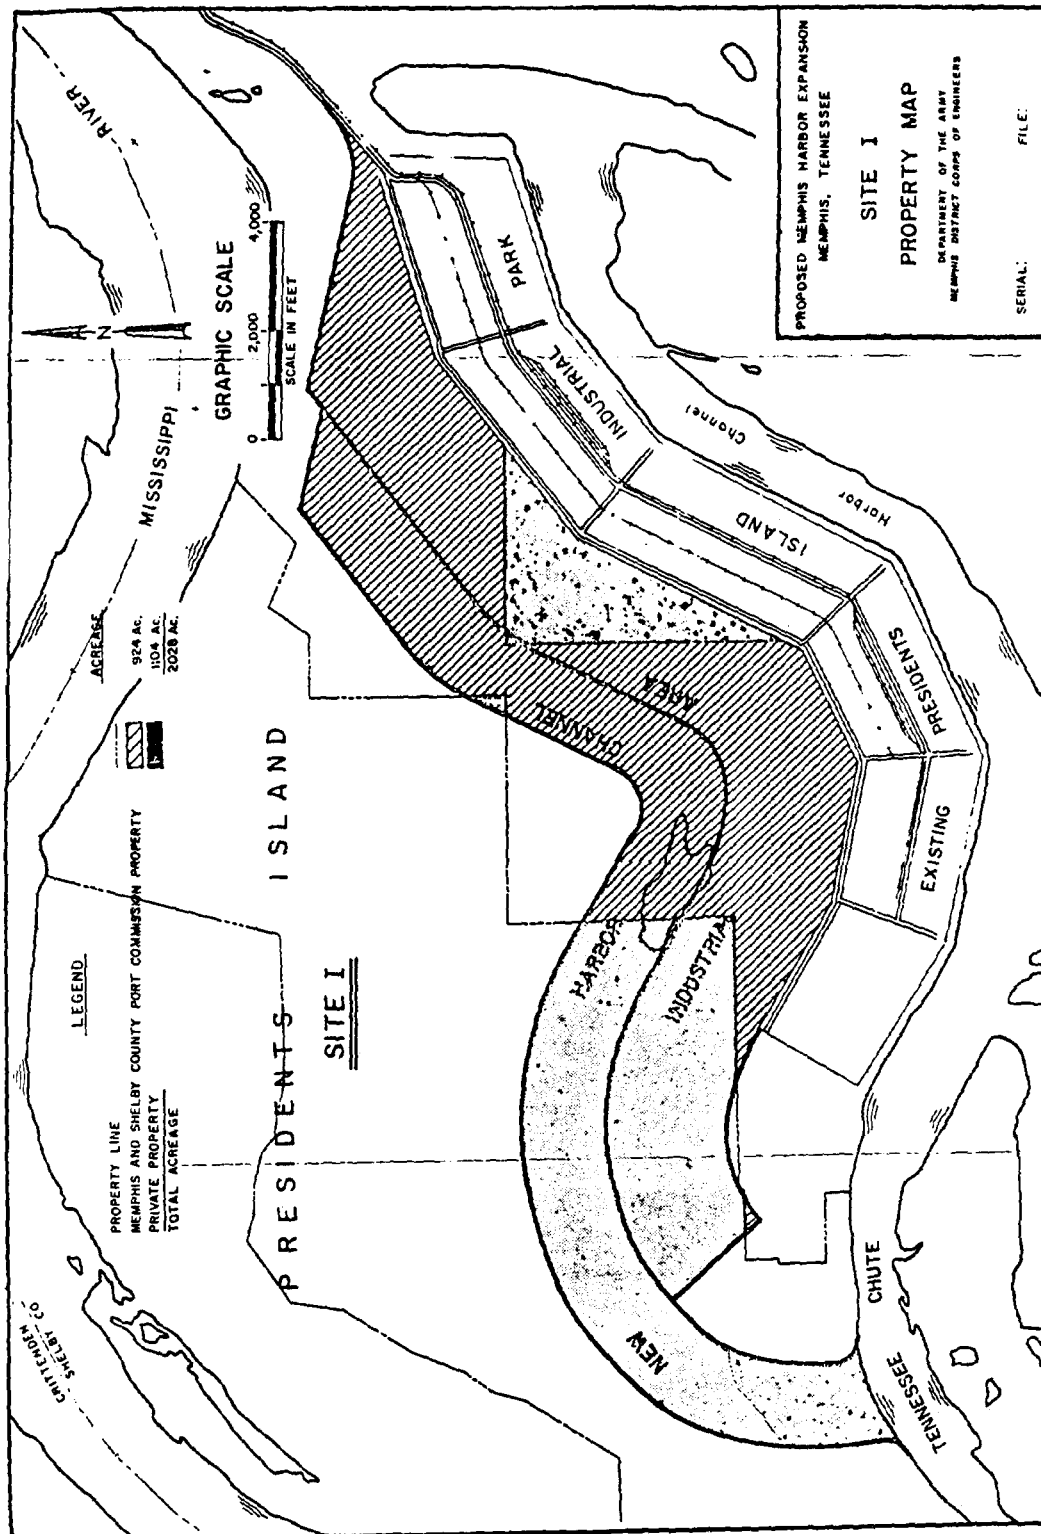 MISSISSIPPI
RIVER
N
GRAPHIC SCALE
0 2,000 4,000
SCALE IN FEET
LEGEND
ACREAGE
PROPERTY LINE
MEMPHIS AND SHELBY COUNTY PORT COMMISSION PROPERTY 924 Ac.
PRIVATE PROPERTY 1104 Ac.
TOTAL ACREAGE 2028 Ac.
CRITTENDEN
SHELBY CO
PRESIDENTS ISLAND
SITE I
NEW HARBOR CHANNEL
INDUSTRIAL AREA
EXISTING PRESIDENTS ISLAND INDUSTRIAL PARK
Harbor Channel
TENNESSEE CHUTE
PROPOSED MEMPHIS HARBOR EXPANSION
MEMPHIS, TENNESSEE
SITE I
PROPERTY MAP
DEPARTMENT OF THE ARMY
MEMPHIS DISTRICT CORPS OF ENGINEERS
SERIAL: FILE: